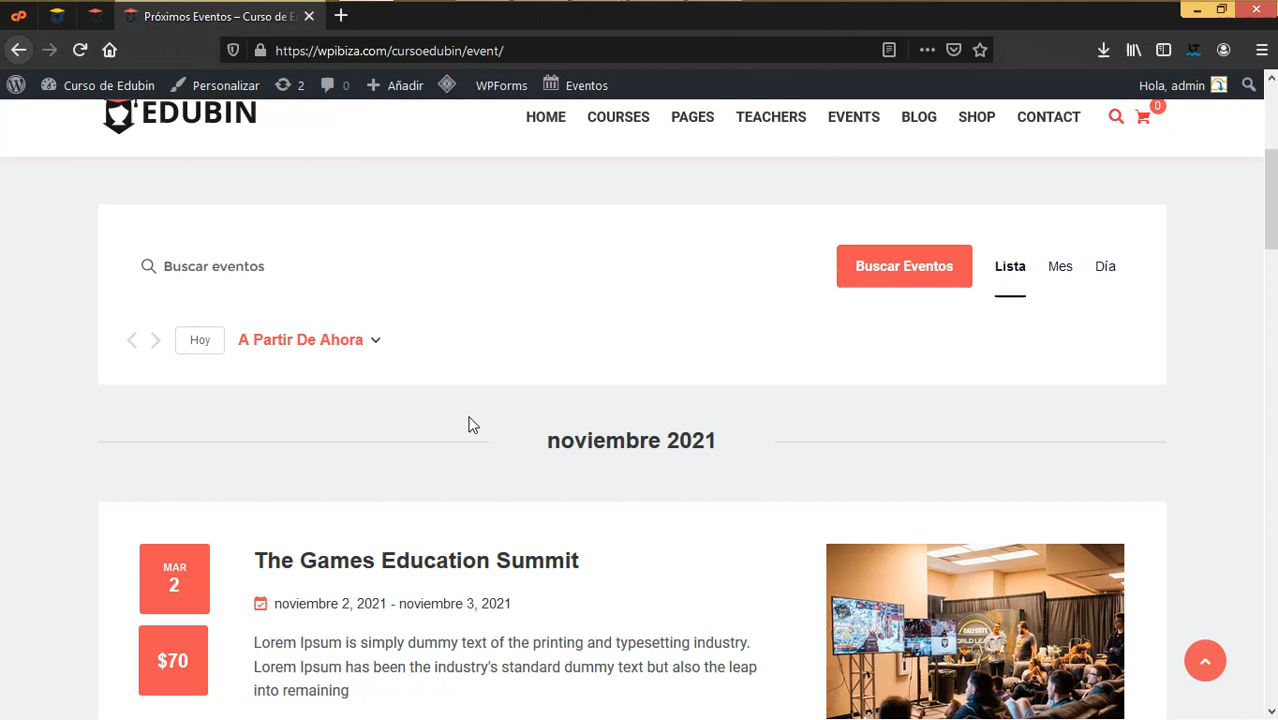 Próximos Eventos – Curso de E
https://wpibiza.com/cursoedubin/event/
Curso de Edubin Personalizar 2 0 Añadir WPForms Eventos Hola, admin
EDUBIN HOME COURSES PAGES TEACHERS EVENTS BLOG SHOP CONTACT 0
Buscar eventos Buscar Eventos Lista Mes Día
Hoy A Partir De Ahora
noviembre 2021
MAR
2
The Games Education Summit
noviembre 2, 2021 - noviembre 3, 2021
$70
Lorem Ipsum is simply dummy text of the printing and typesetting industry.
Lorem Ipsum has been the industry's standard dummy text but also the leap
into remaining